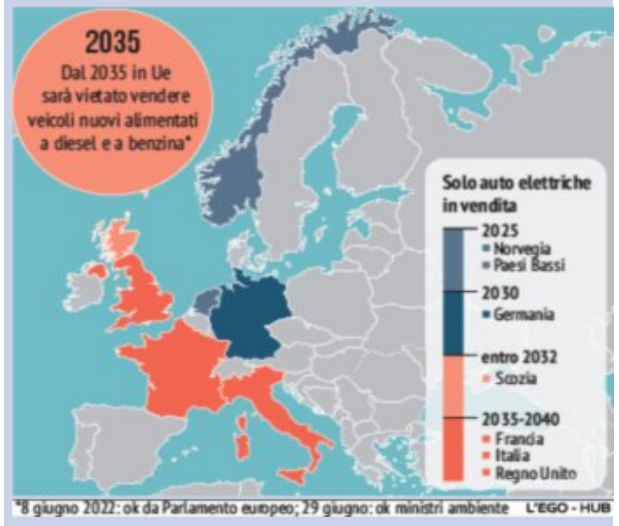 2035
Dal 2035 in Ue
sarà vietato vendere
veicoli nuovi alimentati
a diesel e a benzina*
Solo auto elettriche
in vendita
2025
Norvegia
Paesi Bassi
2030
Germania
entro 2032
Scozia
2035-2040
Francia
Italia
Regno Unito
*8 giugno 2022: ok da Parlamento europeo; 29 giugno: ok ministri ambiente
L'EGO - HUB